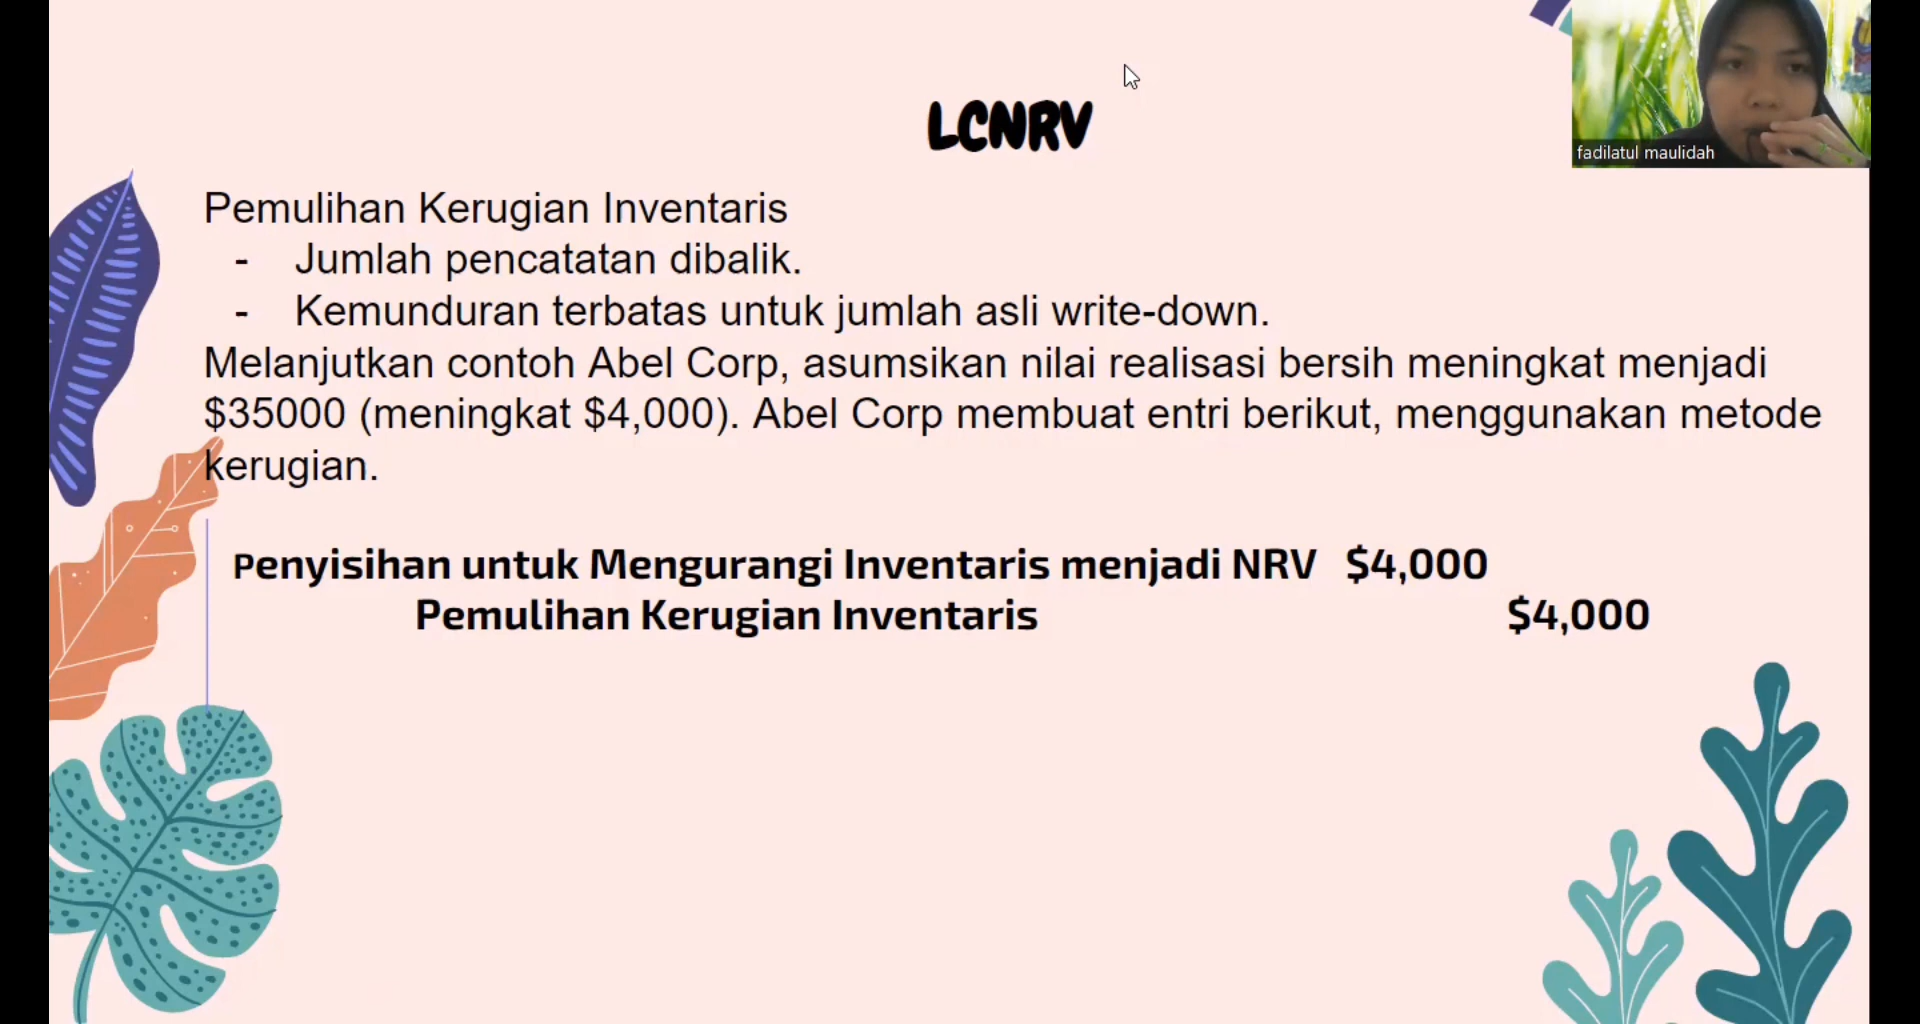 LCNRV
fadilatul maulidah
Pemulihan Kerugian Inventaris
- Jumlah pencatatan dibalik.
- Kemunduran terbatas untuk jumlah asli write-down.
Melanjutkan contoh Abel Corp, asumsikan nilai realisasi bersih meningkat menjadi
$35000 (meningkat $4,000). Abel Corp membuat entri berikut, menggunakan metode
kerugian.
Penyisihan untuk Mengurangi Inventaris menjadi NRV $4,000
Pemulihan Kerugian Inventaris $4,000